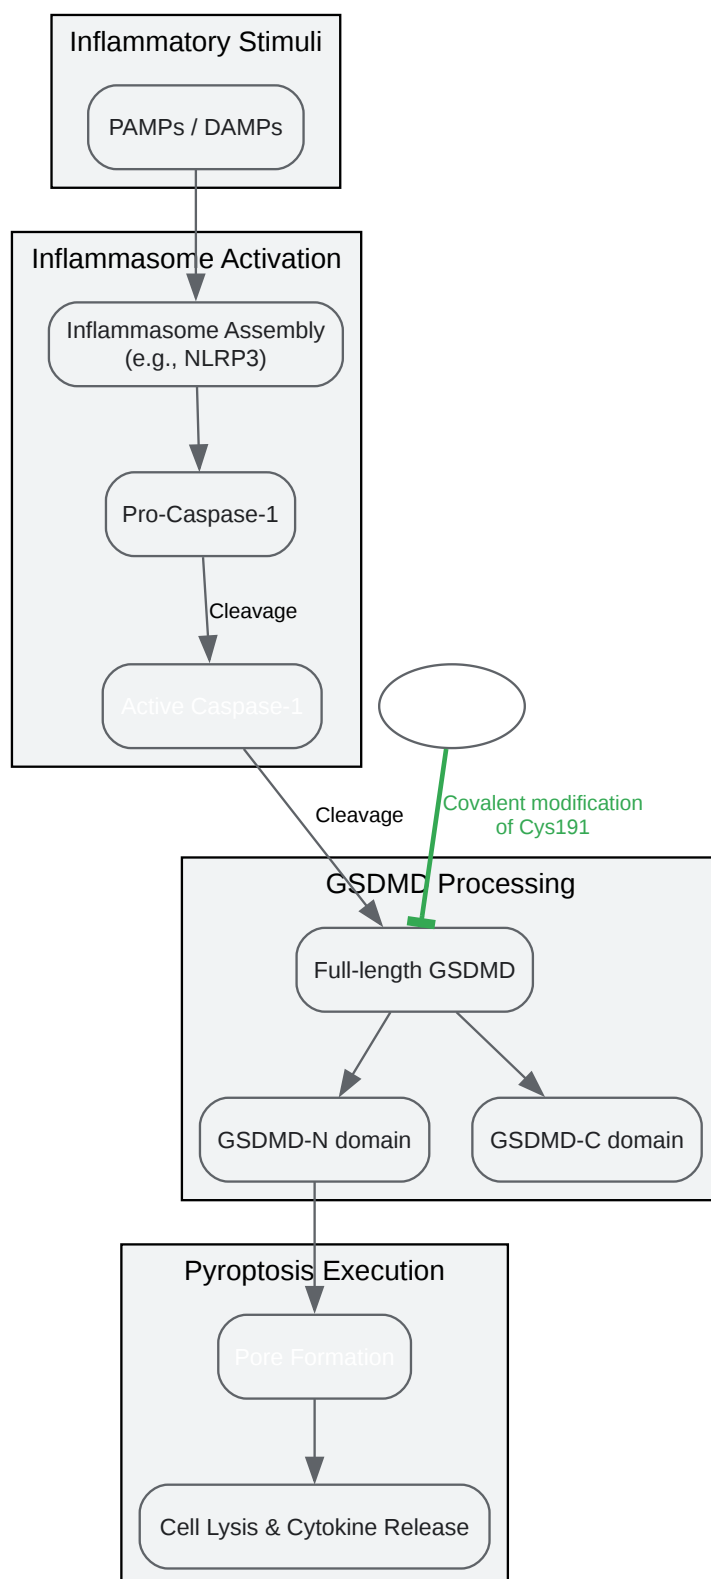 Inflammatory Stimuli
PAMPs / DAMPs
Inflammasome Activation
Inflammasome Assembly
(e.g., NLRP3)
Pro-Caspase-1
Cleavage
Active Caspase-1
Cleavage
Covalent modification
of Cys191
GSDMD Processing
Full-length GSDMD
GSDMD-N domain
GSDMD-C domain
Pyroptosis Execution
Pore Formation
Cell Lysis & Cytokine Release